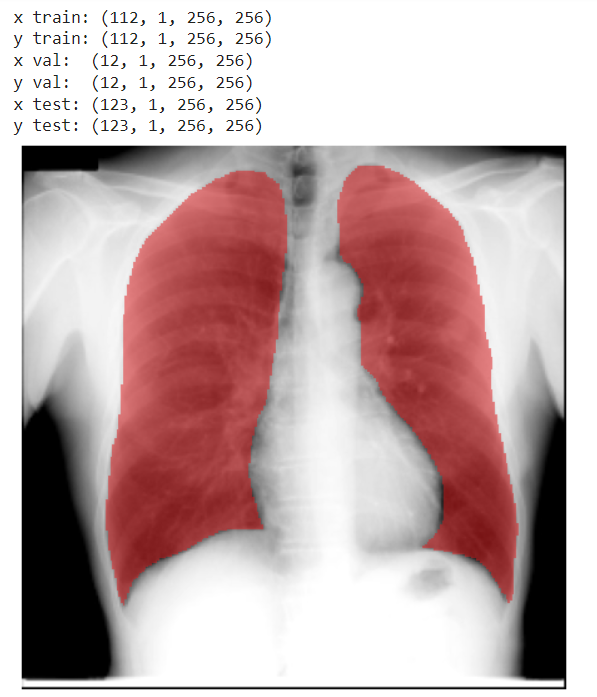 x train: (112, 1, 256, 256)
y train: (112, 1, 256, 256)
x val:  (12, 1, 256, 256)
y val:  (12, 1, 256, 256)
x test: (123, 1, 256, 256)
y test: (123, 1, 256, 256)